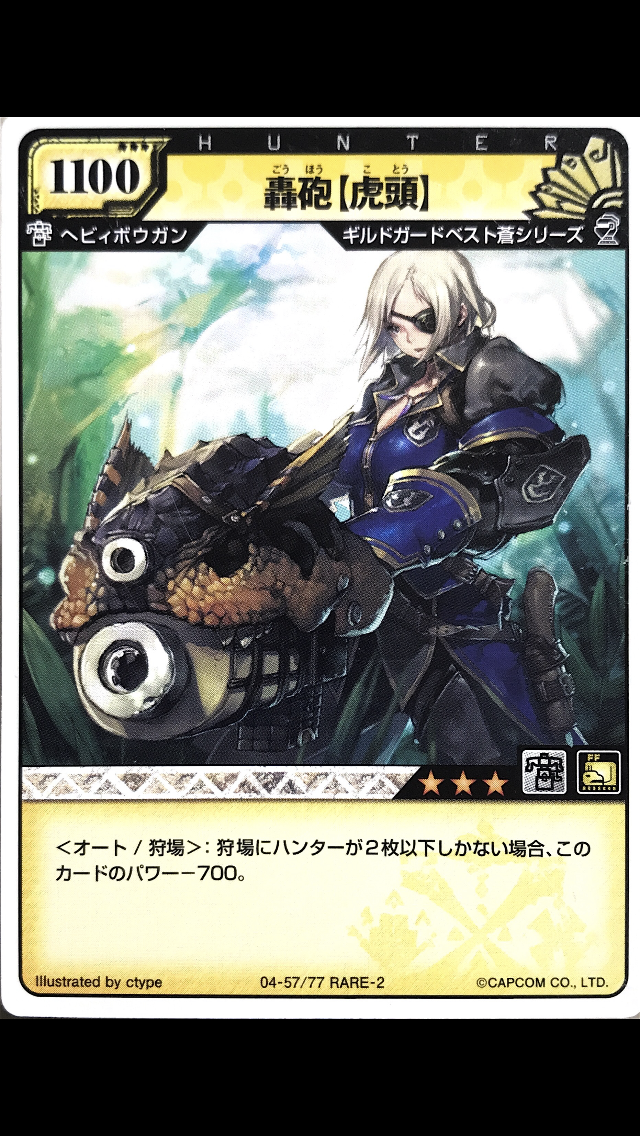 HUNTER
1100
ごうほう ことう
轟砲【虎頭】
ヘビィボウガン
ギルドガードベスト蒼シリーズ
<オート / 狩場>：狩場にハンターが2枚以下しかない場合、この
カードのパワー−700。
Illustrated by ctype
04-57/77 RARE-2
©CAPCOM CO., LTD.